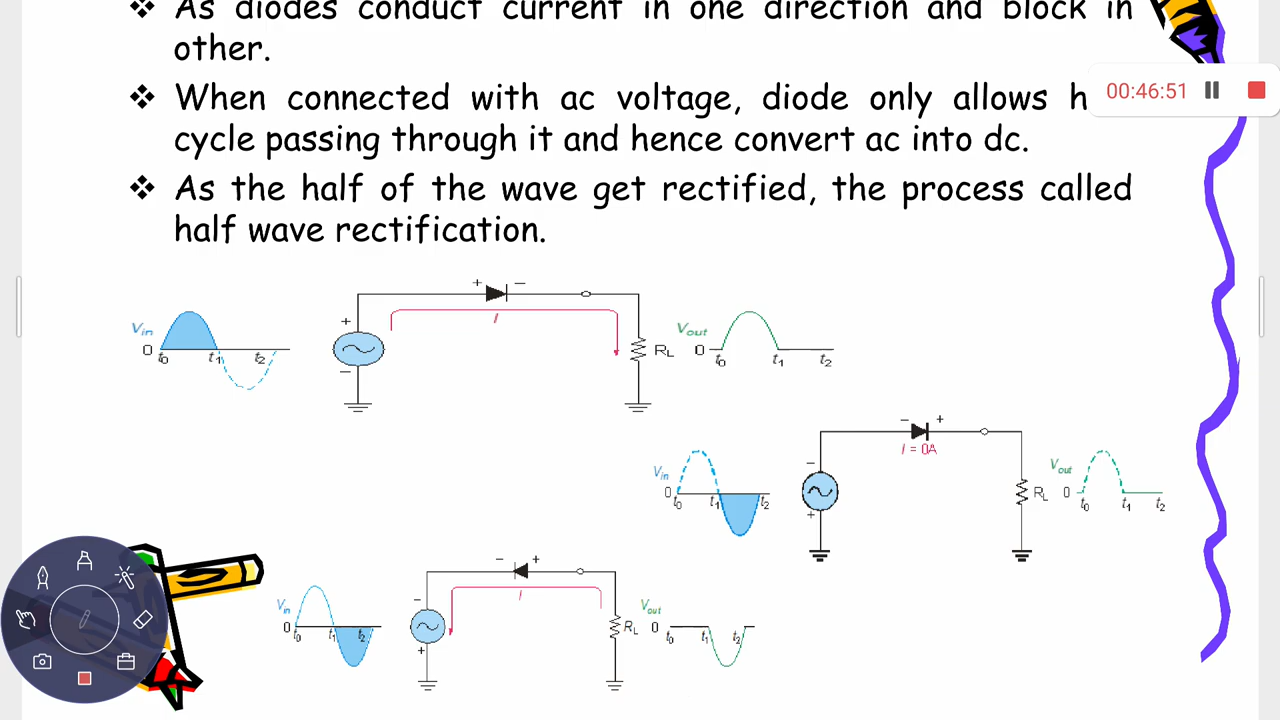 ❖ As diodes conduct current in one direction and block in
other.
❖ When connected with ac voltage, diode only allows
cycle passing through it and hence convert ac into dc.
❖ As the half of the wave get rectified, the process called
half wave rectification.
00:46:51
+ −
Vin
0 t0 t1 t2
+
−
I
RL
Vout
0 t0 t1 t2
− +
I = 0A
Vin
0 t0 t1 t2
−
+
RL
Vout
0 t0 t1 t2
− +
Vin
0 t0 t1 t2
−
+
I
RL
Vout
0 t0 t1 t2